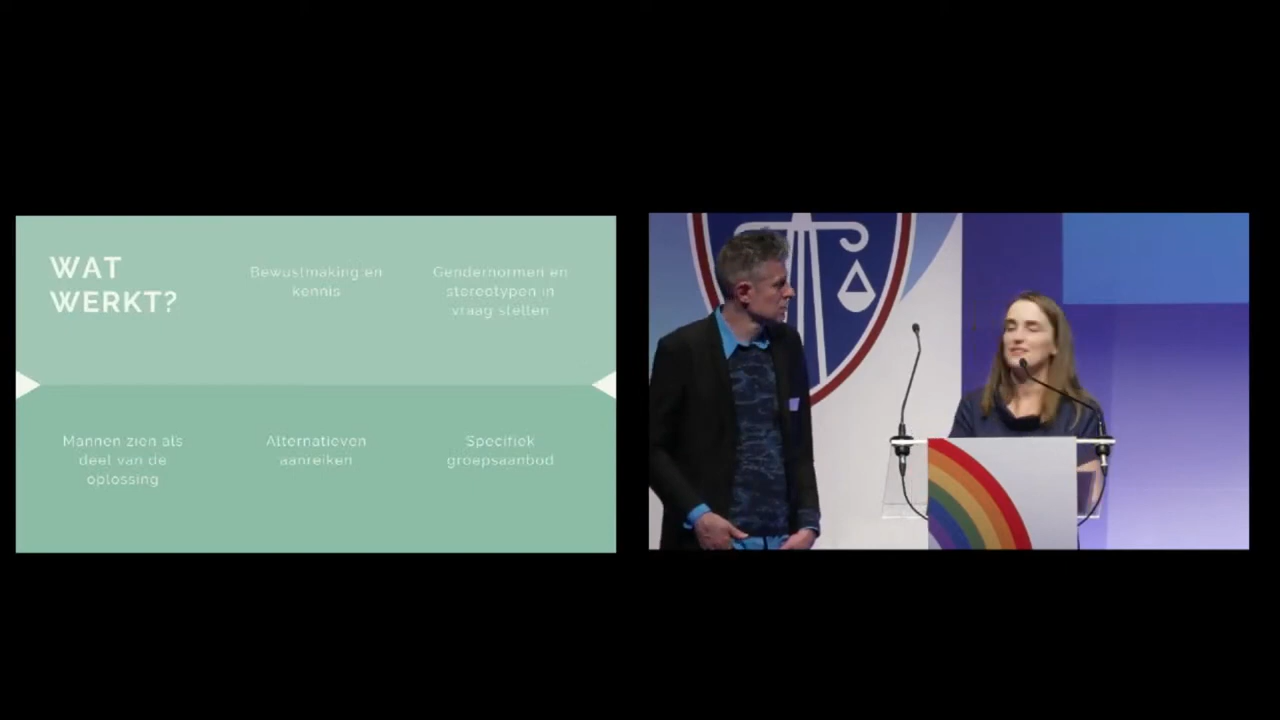 WAT
WERKT?
Bewustmaking en
kennis
Gendernormen en
stereotypen in
vraag stellen
Mannen zien als
deel van de
oplossing
Alternatieven
aanreiken
Specifiek
groepsaanbod